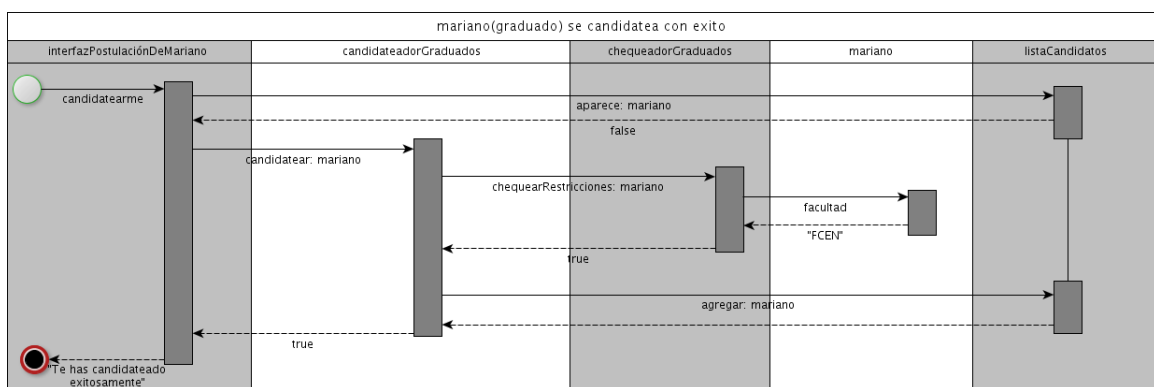 mariano(graduado) se candidatea con exito
interfazPostulaciónDeMariano
candidateadorGraduados
chequeadorGraduados
mariano
listaCandidatos
candidatearme
aparece: mariano
false
candidatear: mariano
chequearRestricciones: mariano
facultad
"FCEN"
true
agregar: mariano
true
"Te has candidateado
exitosamente"